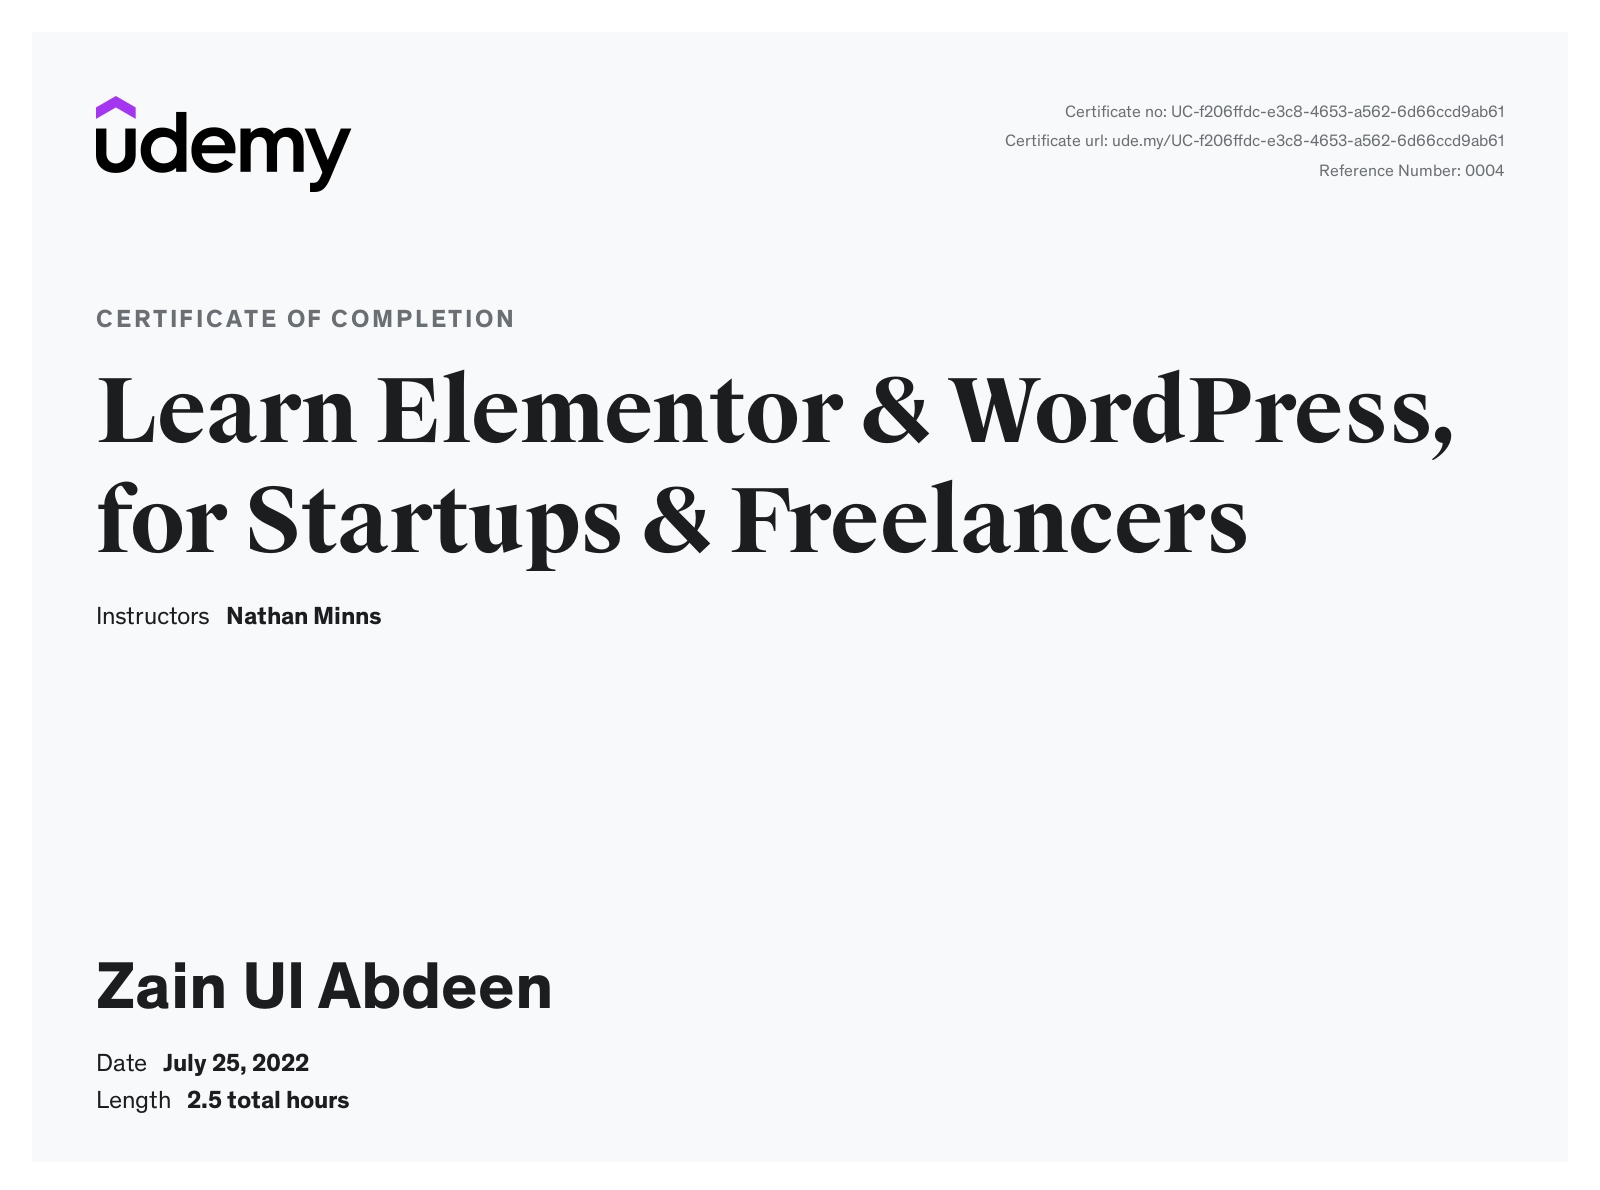 udemy
Certificate no: UC-f206ffdc-e3c8-4653-a562-6d66ccd9ab61
Certificate url: ude.my/UC-f206ffdc-e3c8-4653-a562-6d66ccd9ab61
Reference Number: 0004
CERTIFICATE OF COMPLETION
Learn Elementor & WordPress,
for Startups & Freelancers
Instructors Nathan Minns
Zain Ul Abdeen
Date July 25, 2022
Length 2.5 total hours